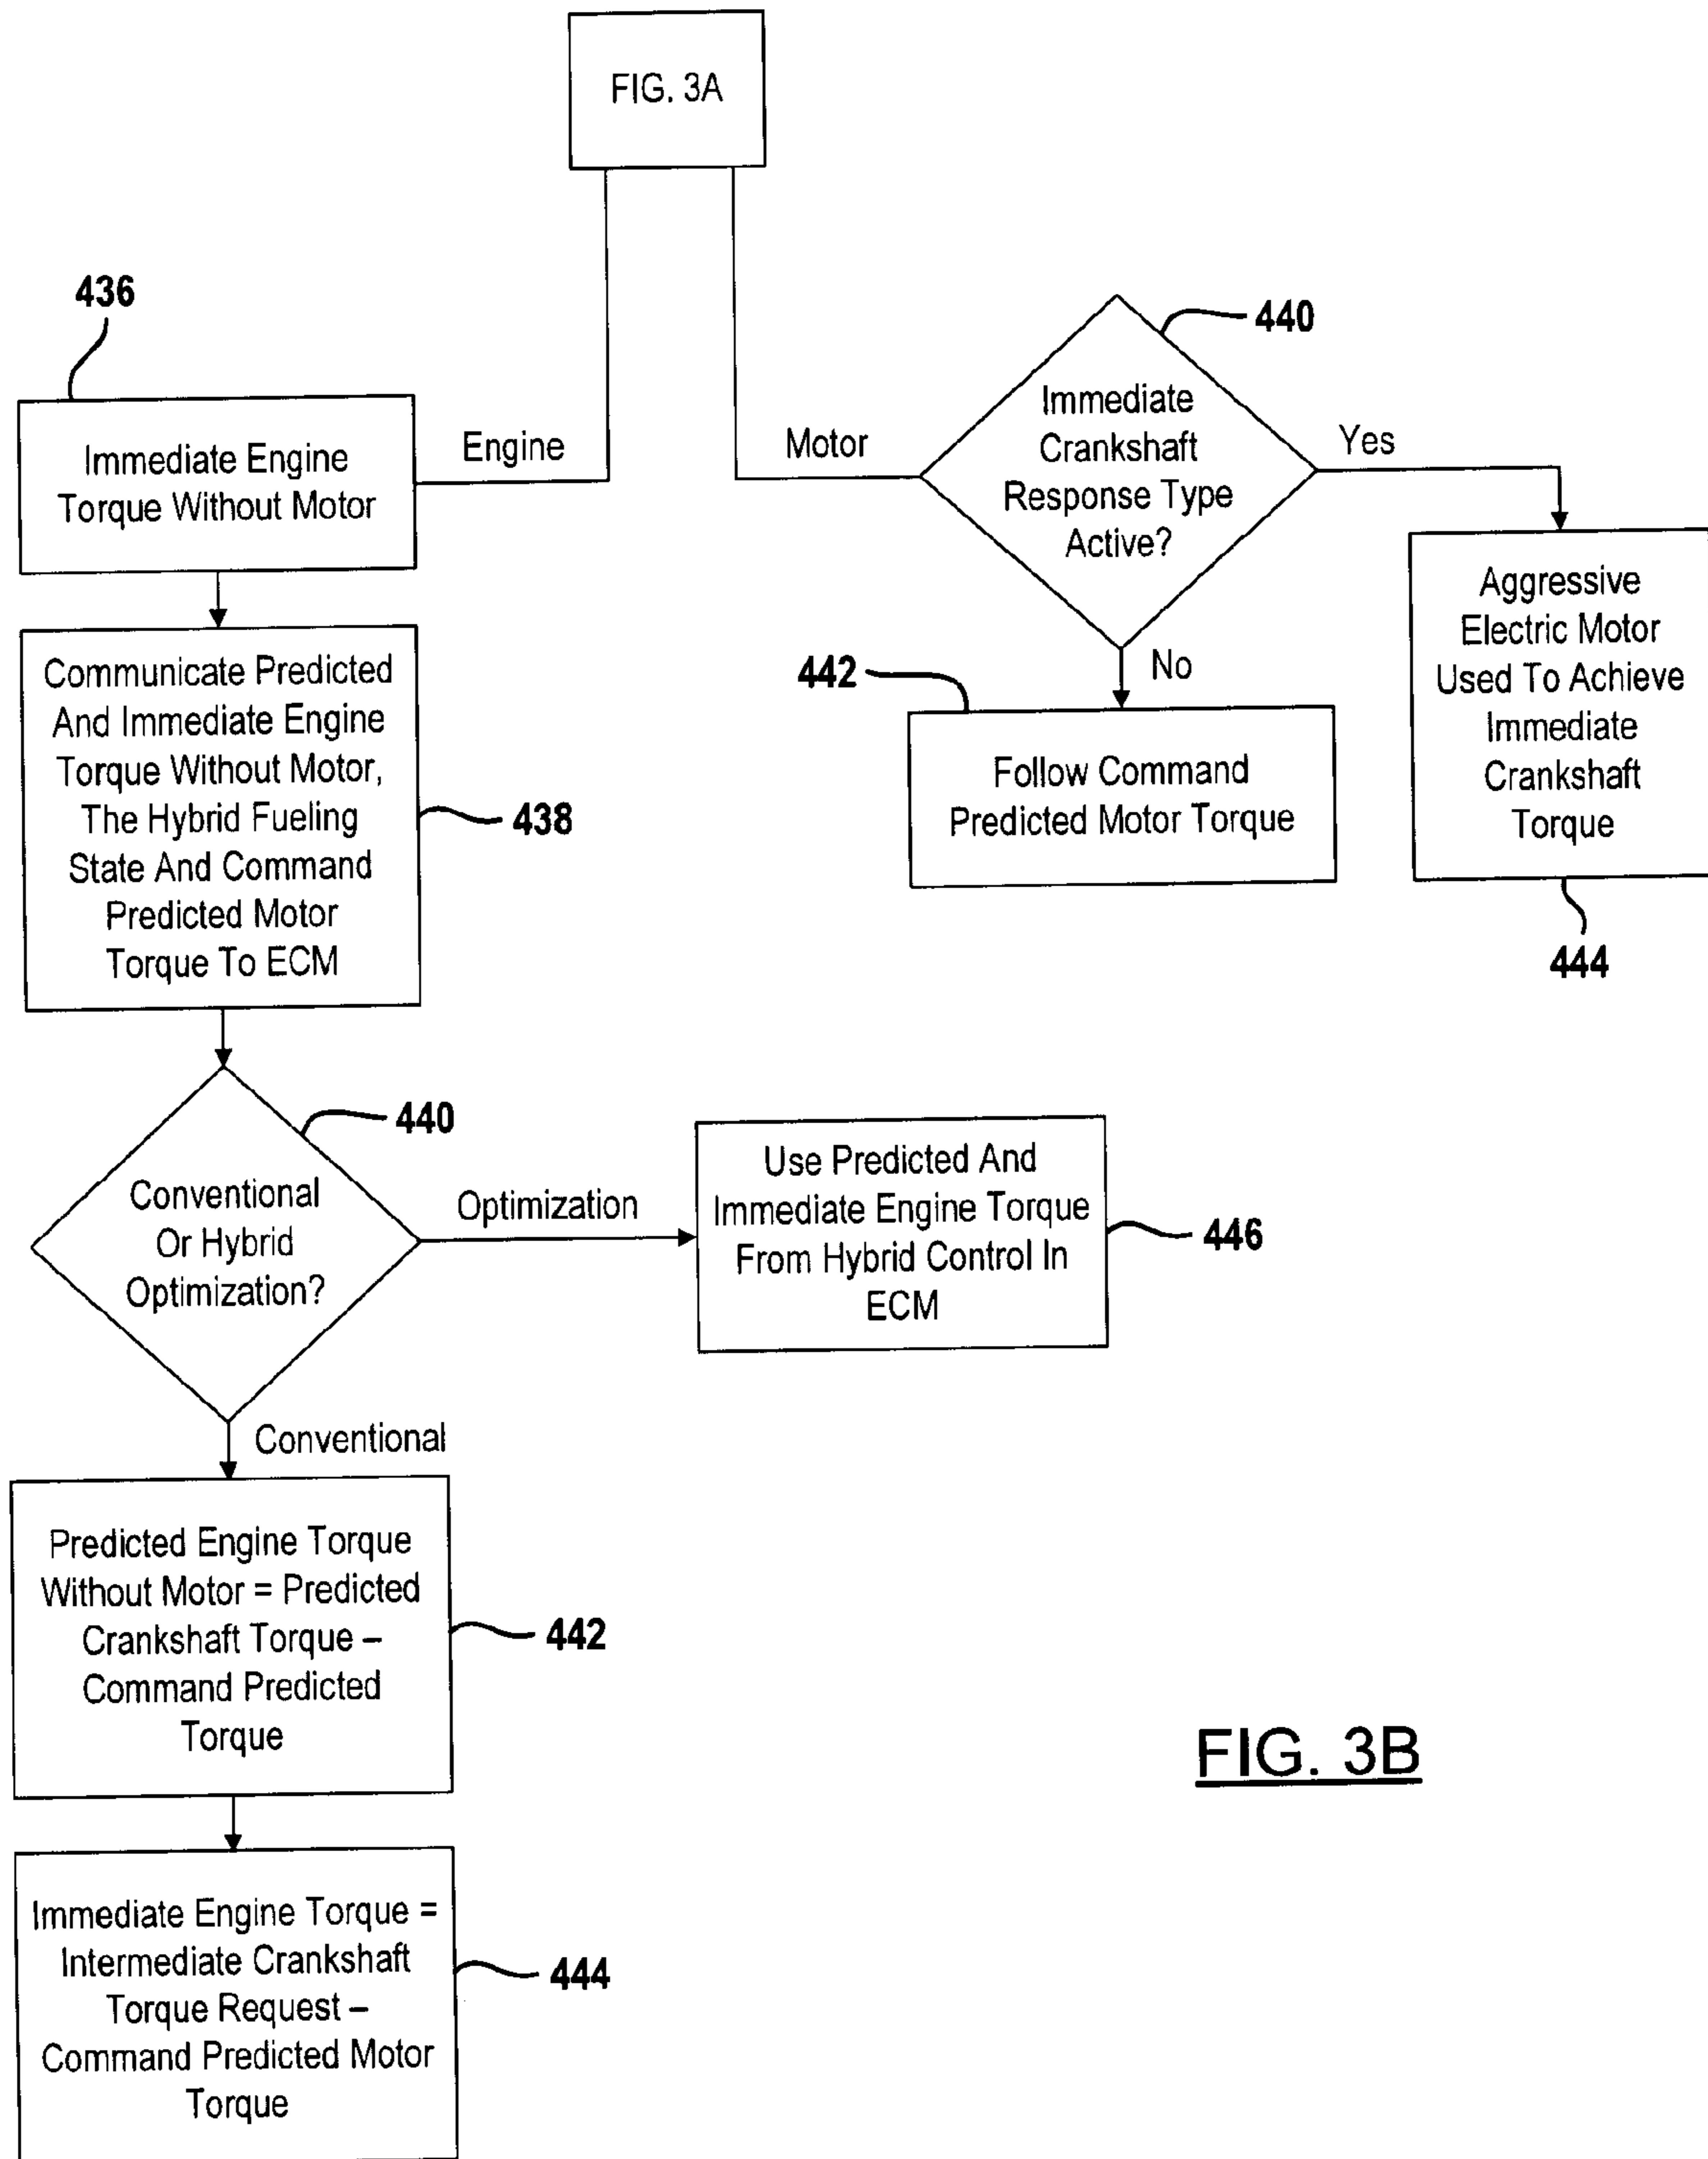 FIG. 3A
436
Immediate Engine
Torque Without Motor
Engine
Motor
440
Immediate
Crankshaft
Response Type
Active?
Yes
No
Aggressive
Electric Motor
Used To Achieve
Immediate
Crankshaft
Torque
444
442
Follow Command
Predicted Motor Torque
Communicate Predicted
And Immediate Engine
Torque Without Motor,
The Hybrid Fueling
State And Command
Predicted Motor
Torque To ECM
438
440
Conventional
Or Hybrid
Optimization?
Optimization
Use Predicted And
Immediate Engine Torque
From Hybrid Control In
ECM
446
Conventional
Predicted Engine Torque
Without Motor = Predicted
Crankshaft Torque –
Command Predicted
Torque
442
Immediate Engine Torque =
Intermediate Crankshaft
Torque Request –
Command Predicted Motor
Torque
444
FIG. 3B